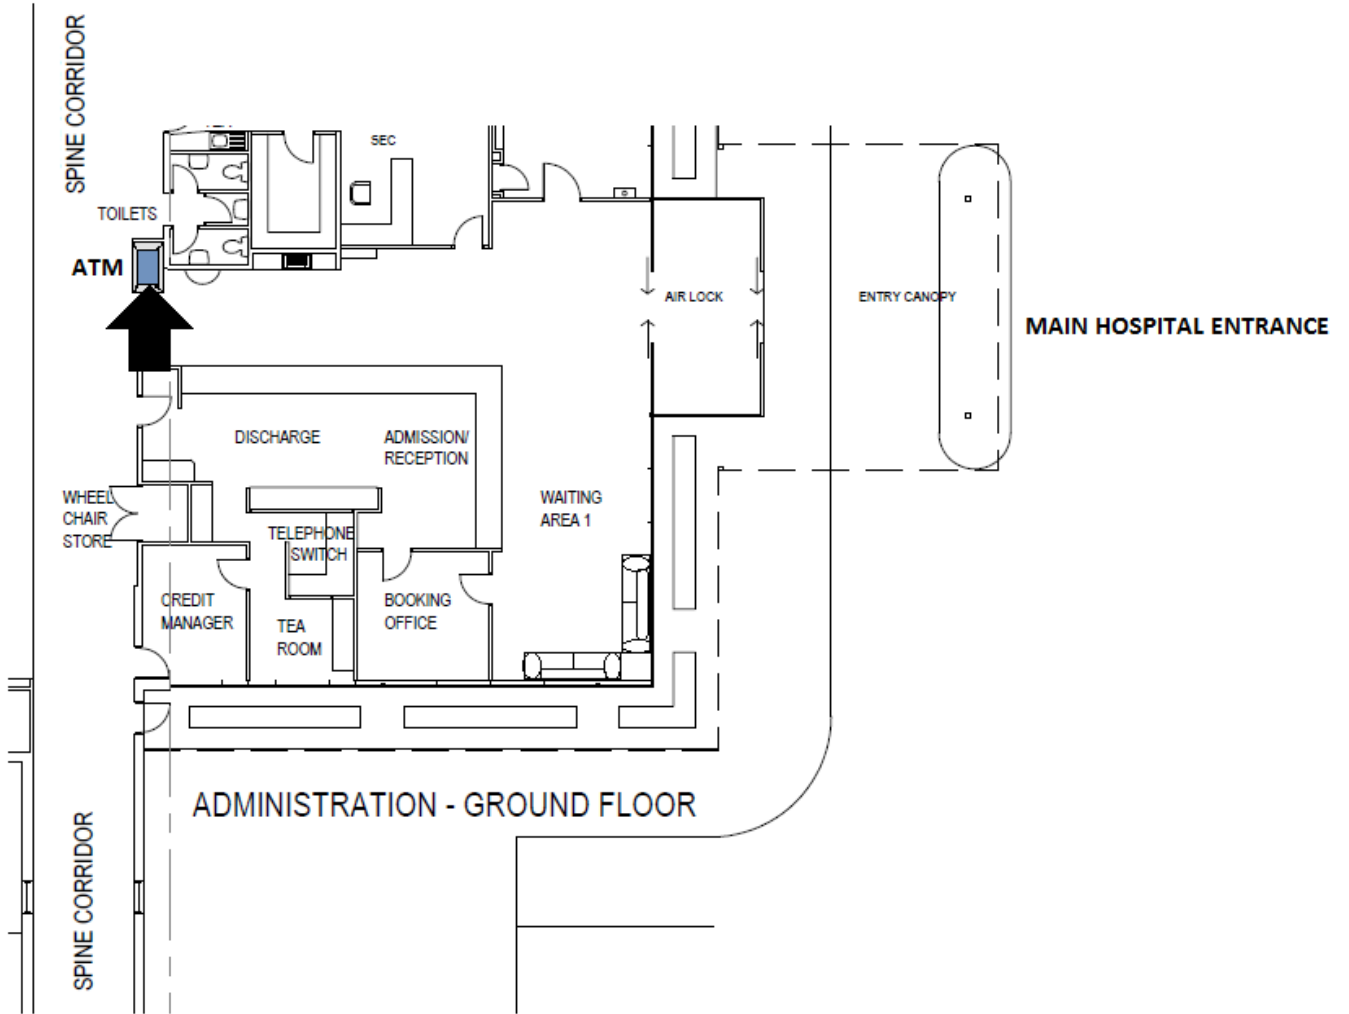 SPINE CORRIDOR
SEC
TOILETS
ATM
AIR LOCK
ENTRY CANOPY
MAIN HOSPITAL ENTRANCE
DISCHARGE
ADMISSION/
RECEPTION
WHEEL
CHAIR
STORE
WAITING
AREA 1
TELEPHONE
SWITCH
CREDIT
MANAGER
TEA
ROOM
BOOKING
OFFICE
ADMINISTRATION - GROUND FLOOR
SPINE CORRIDOR